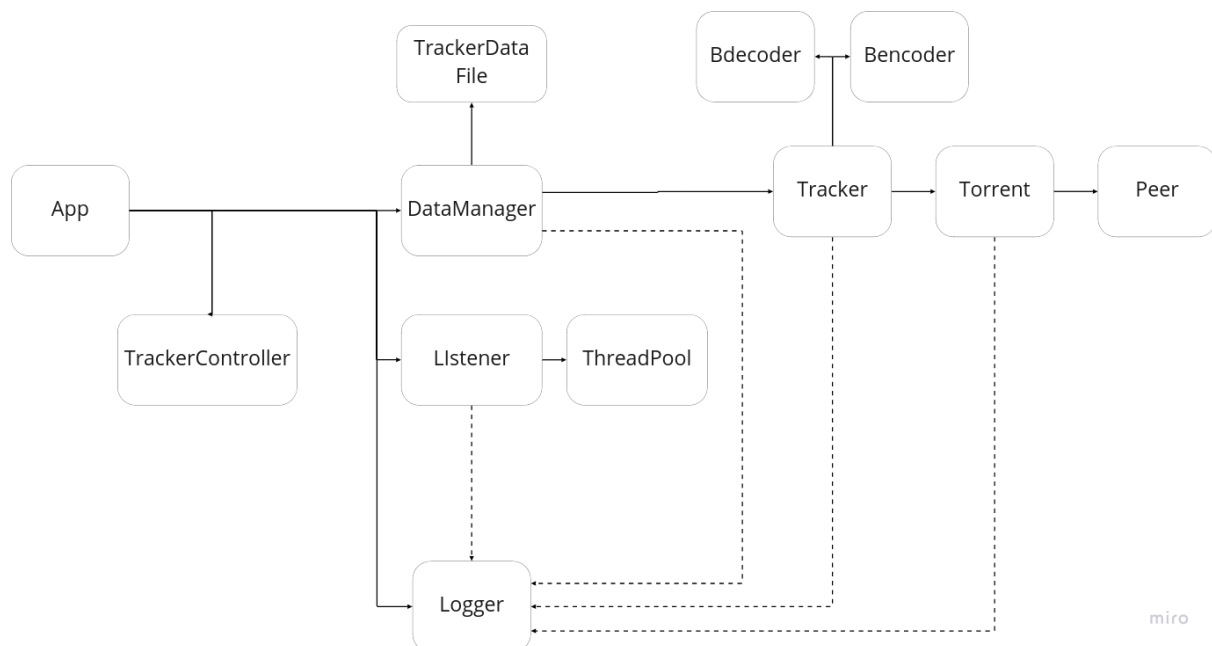 TrackerData
File
Bdecoder
Bencoder
App
DataManager
Tracker
Torrent
Peer
TrackerController
LIstener
ThreadPool
Logger
miro